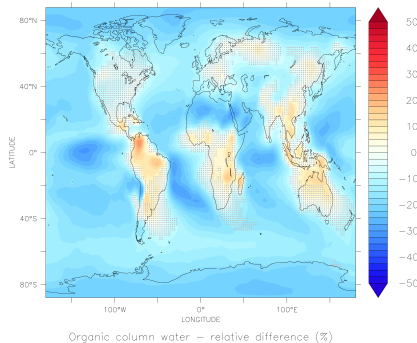 80°N
40°N
0°
40°S
80°S
LATITUDE
100°W 0° 100°E
LONGITUDE
50
40
30
20
10
0
−10
−20
−30
−40
−50
Organic column water − relative difference (%)